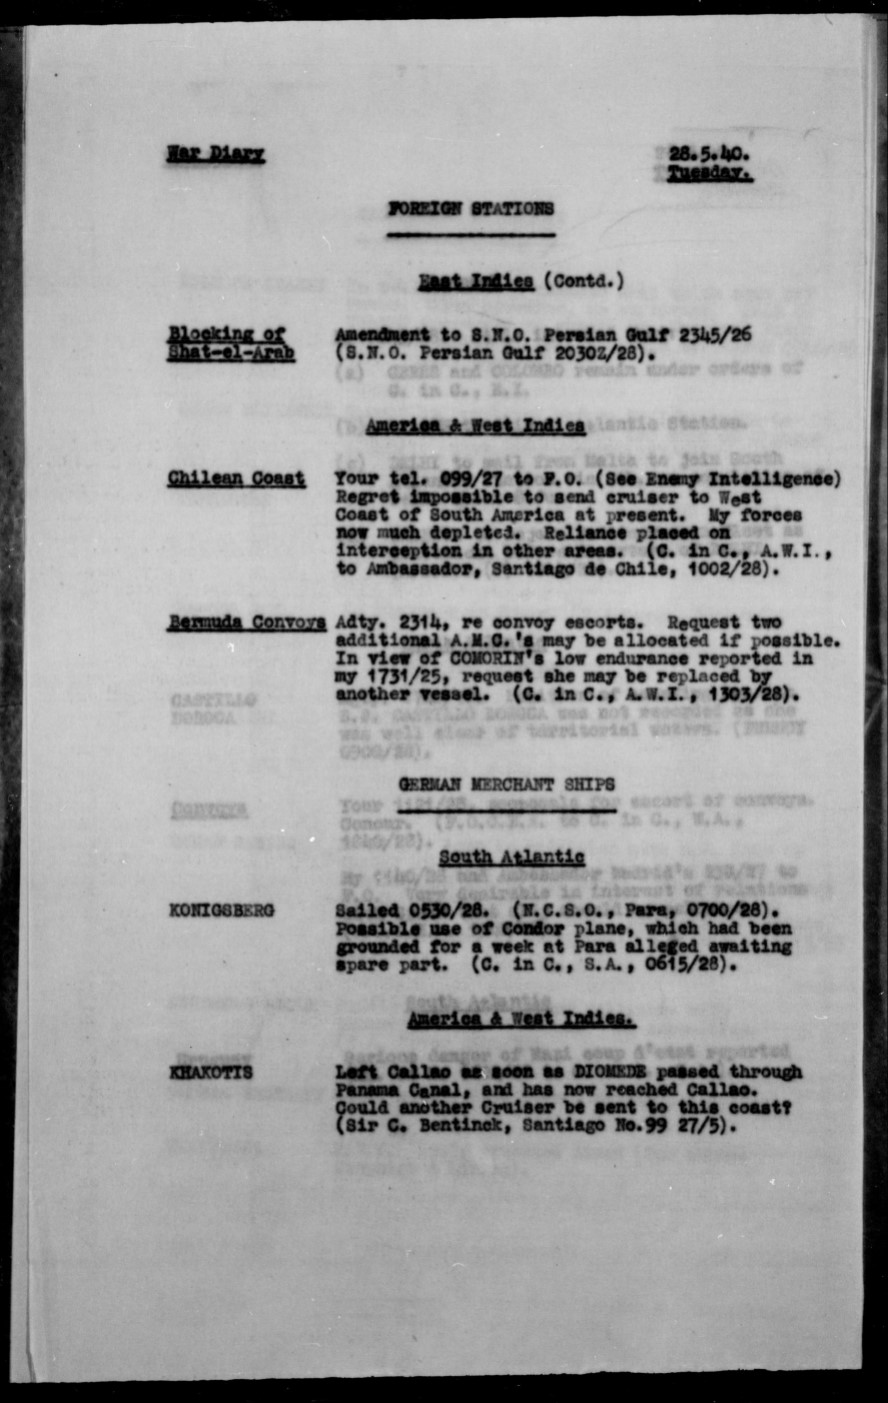 War Diary
28.5.40.
Tuesday.
FOREIGN STATIONS
East Indies (Contd.)
Blocking of
Shat-el-Arab
Amendment to S.N.O. Persian Gulf 2345/26
(S.N.O. Persian Gulf 2030Z/28).
America & West Indies
Chilean Coast
Your tel. 099/27 to F.O. (See Enemy Intelligence)
Regret impossible to send cruiser to West
Coast of South America at present. My forces
now much depleted. Reliance placed on
interception in other areas. (C. in C., A.W.I.,
to Ambassador, Santiago de Chile, 1002/28).
Bermuda Convoys
Adty. 2314, re convoy escorts. Request two
additional A.M.C.'s may be allocated if possible.
In view of COMORIN's low endurance reported in
my 1731/25, request she may be replaced by
another vessel. (C. in C., A.W.I., 1303/28).
GERMAN MERCHANT SHIPS
South Atlantic
KONIGSBERG
Sailed 0530/28. (N.C.S.O., Para, 0700/28).
Possible use of Condor plane, which had been
grounded for a week at Para alleged awaiting
spare part. (C. in C., S.A., 0615/28).
America & West Indies.
KHAKOTIS
Left Callao as soon as DIOMEDE passed through
Panama Canal, and has now reached Callao.
Could another Cruiser be sent to this coast?
(Sir C. Bentinck, Santiago No.99 27/5).